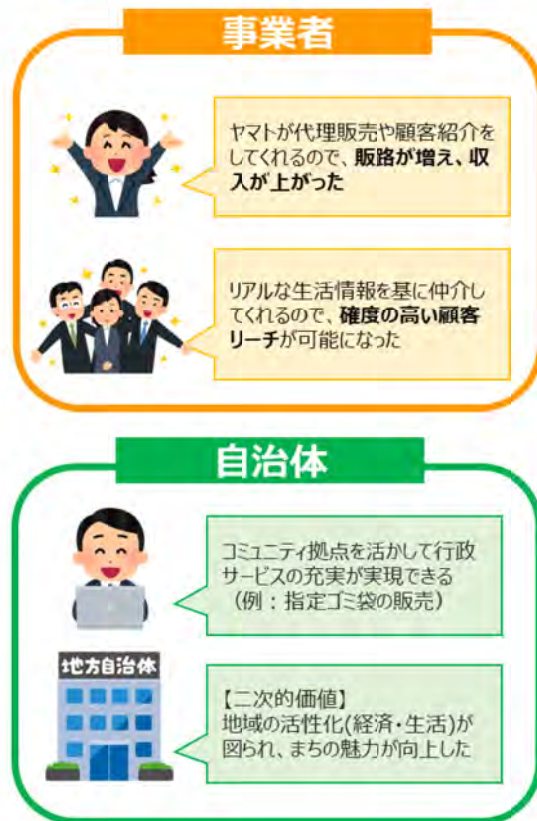 事業者
ヤマトが代理販売や顧客紹介を
してくれるので、販路が増え、収
入が上がった
リアルな生活情報を基に仲介し
てくれるので、確度の高い顧客
リーチが可能になった
自治体
コミュニティ拠点を活かして行政
サービスの充実が実現できる
（例：指定ゴミ袋の販売）
地方自治体
【二次的価値】
地域の活性化(経済・生活)が
図られ、まちの魅力が向上した